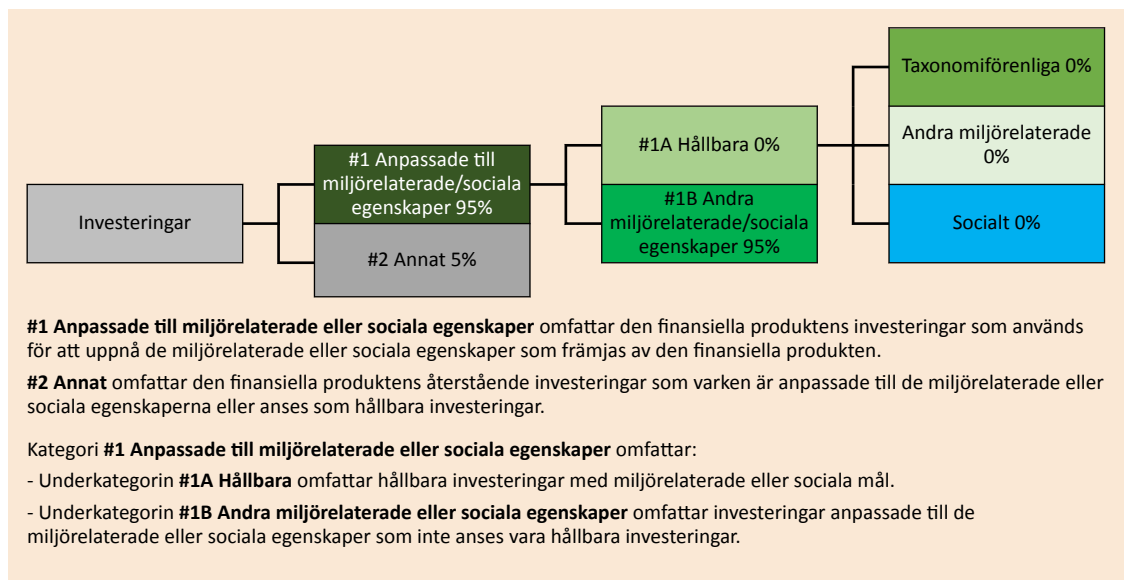 Investeringar
#1 Anpassade till
miljörelaterade/sociala
egenskaper 95%
#2 Annat 5%
#1A Hållbara 0%
#1B Andra
miljörelaterade/sociala
egenskaper 95%
Taxonomiförenliga 0%
Andra miljörelaterade
0%
Socialt 0%
#1 Anpassade till miljörelaterade eller sociala egenskaper omfattar den finansiella produktens investeringar som används
för att uppnå de miljörelaterade eller sociala egenskaper som främjas av den finansiella produkten.
#2 Annat omfattar den finansiella produktens återstående investeringar som varken är anpassade till de miljörelaterade eller
sociala egenskaperna eller anses som hållbara investeringar.
Kategori #1 Anpassade till miljörelaterade eller sociala egenskaper omfattar:
- Underkategorin #1A Hållbara omfattar hållbara investeringar med miljörelaterade eller sociala mål.
- Underkategorin #1B Andra miljörelaterade eller sociala egenskaper omfattar investeringar anpassade till de
miljörelaterade eller sociala egenskaper som inte anses vara hållbara investeringar.